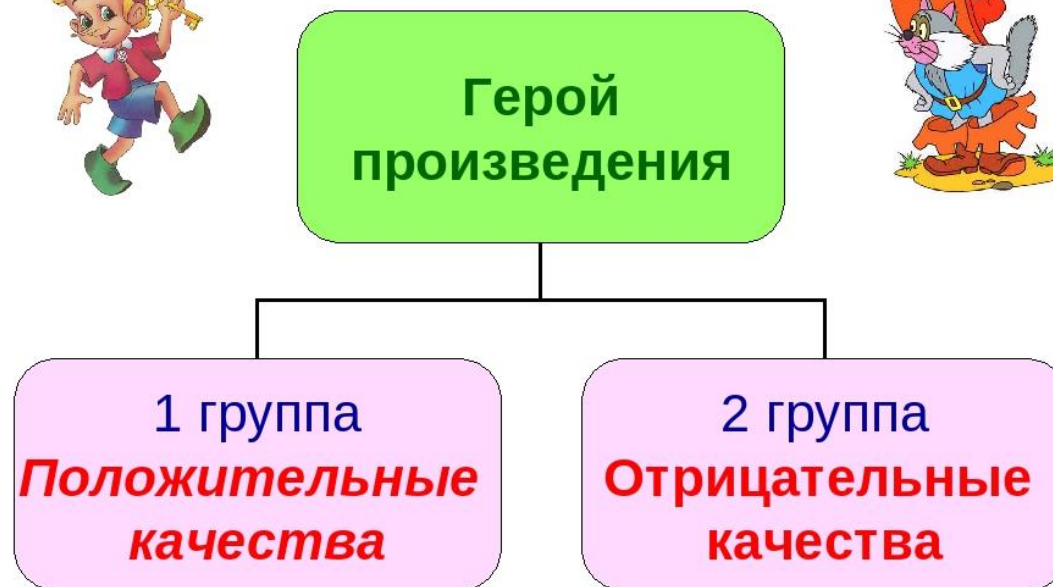 Герой
произведения
1 группа
Положительные
качества
2 группа
Отрицательные
качества